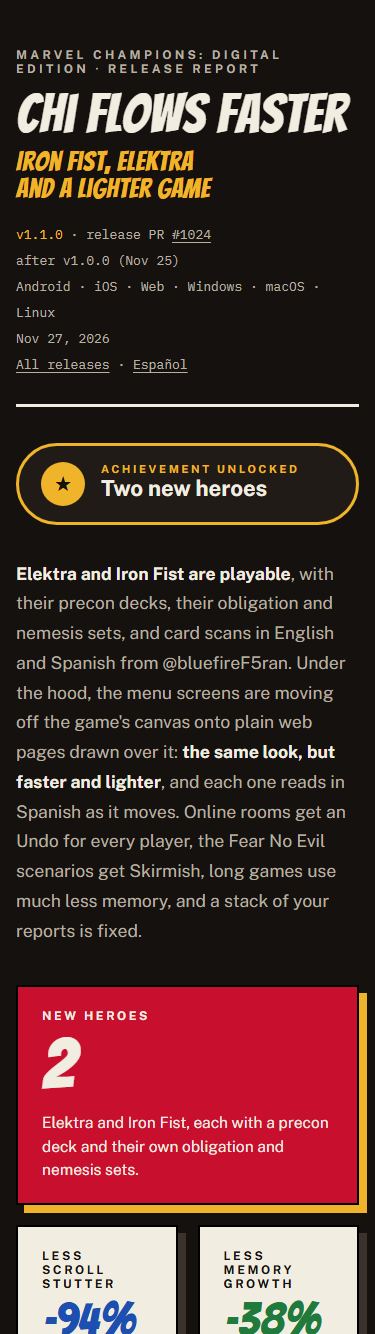 MARVEL CHAMPIONS: DIGITAL
EDITION · RELEASE REPORT
CHI FLOWS FASTER
IRON FIST, ELEKTRA
AND A LIGHTER GAME
v1.1.0 · release PR #1024
after v1.0.0 (Nov 25)
Android · iOS · Web · Windows · macOS ·
Linux
Nov 27, 2026
All releases · Español
★
ACHIEVEMENT UNLOCKED
Two new heroes
Elektra and Iron Fist are playable, with
their precon decks, their obligation and
nemesis sets, and card scans in English
and Spanish from @bluefireF5ran. Under
the hood, the menu screens are moving
off the game's canvas onto plain web
pages drawn over it: the same look, but
faster and lighter, and each one reads in
Spanish as it moves. Online rooms get an
Undo for every player, the Fear No Evil
scenarios get Skirmish, long games use
much less memory, and a stack of your
reports is fixed.
NEW HEROES
2
Elektra and Iron Fist, each with a precon
deck and their own obligation and
nemesis sets.
LESS
SCROLL
STUTTER
-94%
LESS
MEMORY
GROWTH
-38%